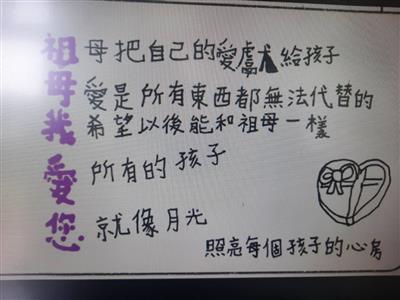 祖母把自己的愛獻給孩子
母愛是所有東西都無法代替的
我希望以後能和祖母一樣
愛所有的孩子
您就像月光
照亮每個孩子的心房